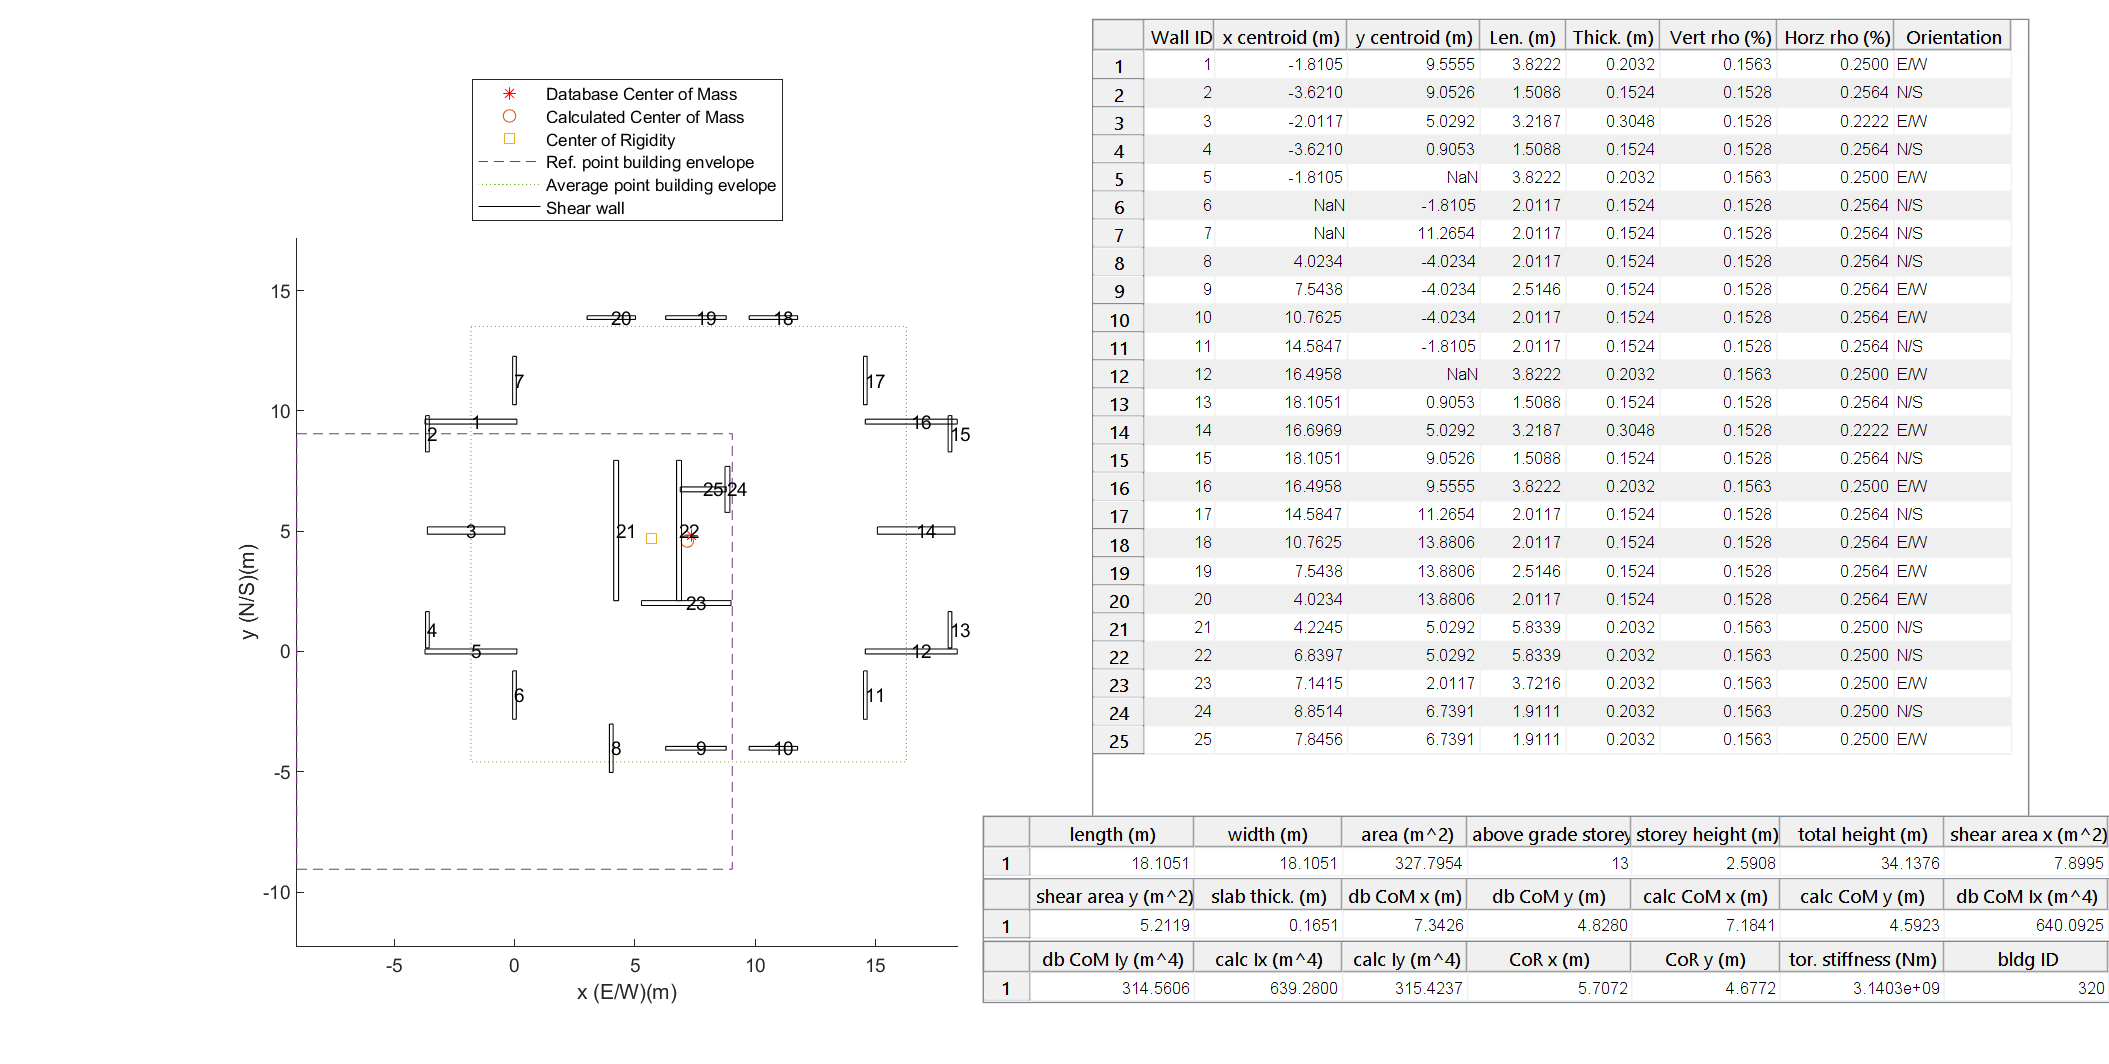 Database Center of Mass
Calculated Center of Mass
Center of Rigidity
Ref. point building envelope
Average point building evelope
Shear wall
y (N/S)(m)
15
10
5
0
-5
-10
-5
0
5
10
15
x (E/W)(m)
20
19
18
7
17
1
16
2
15
25
24
3
21
22
14
23
4
13
5
12
6
11
8
9
10
Wall ID x centroid (m) y centroid (m) Len. (m) Thick. (m) Vert rho (%) Horz rho (%) Orientation
1 1 -1.8105 9.5555 3.8222 0.2032 0.1563 0.2500 E/W
2 2 -3.6210 9.0526 1.5088 0.1524 0.1528 0.2564 N/S
3 3 -2.0117 5.0292 3.2187 0.3048 0.1528 0.2222 E/W
4 4 -3.6210 0.9053 1.5088 0.1524 0.1528 0.2564 N/S
5 5 -1.8105 NaN 3.8222 0.2032 0.1563 0.2500 E/W
6 6 NaN -1.8105 2.0117 0.1524 0.1528 0.2564 N/S
7 7 NaN 11.2654 2.0117 0.1524 0.1528 0.2564 N/S
8 8 4.0234 -4.0234 2.0117 0.1524 0.1528 0.2564 N/S
9 9 7.5438 -4.0234 2.5146 0.1524 0.1528 0.2564 E/W
10 10 10.7625 -4.0234 2.0117 0.1524 0.1528 0.2564 E/W
11 11 14.5847 -1.8105 2.0117 0.1524 0.1528 0.2564 N/S
12 12 16.4958 NaN 3.8222 0.2032 0.1563 0.2500 E/W
13 13 18.1051 0.9053 1.5088 0.1524 0.1528 0.2564 N/S
14 14 16.6969 5.0292 3.2187 0.3048 0.1528 0.2222 E/W
15 15 18.1051 9.0526 1.5088 0.1524 0.1528 0.2564 N/S
16 16 16.4958 9.5555 3.8222 0.2032 0.1563 0.2500 E/W
17 17 14.5847 11.2654 2.0117 0.1524 0.1528 0.2564 N/S
18 18 10.7625 13.8806 2.0117 0.1524 0.1528 0.2564 E/W
19 19 7.5438 13.8806 2.5146 0.1524 0.1528 0.2564 E/W
20 20 4.0234 13.8806 2.0117 0.1524 0.1528 0.2564 E/W
21 21 4.2245 5.0292 5.8339 0.2032 0.1563 0.2500 N/S
22 22 6.8397 5.0292 5.8339 0.2032 0.1563 0.2500 N/S
23 23 7.1415 2.0117 3.7216 0.2032 0.1563 0.2500 E/W
24 24 8.8514 6.7391 1.9111 0.2032 0.1563 0.2500 N/S
25 25 7.8456 6.7391 1.9111 0.2032 0.1563 0.2500 E/W
length (m) width (m) area (m^2) above grade storey storey height (m) total height (m) shear area x (m^2)
1 18.1051 18.1051 327.7954 13 2.5908 34.1376 7.8995
shear area y (m^2) slab thick. (m) db CoM x (m) db CoM y (m) calc CoM x (m) calc CoM y (m) db CoM Ix (m^4)
1 5.2119 0.1651 7.3426 4.8280 7.1841 4.5923 640.0925
db CoM Iy (m^4) calc Ix (m^4) calc Iy (m^4) CoR x (m) CoR y (m) tor. stiffness (Nm) bldg ID
1 314.5606 639.2800 315.4237 5.7072 4.6772 3.1403e+09 320